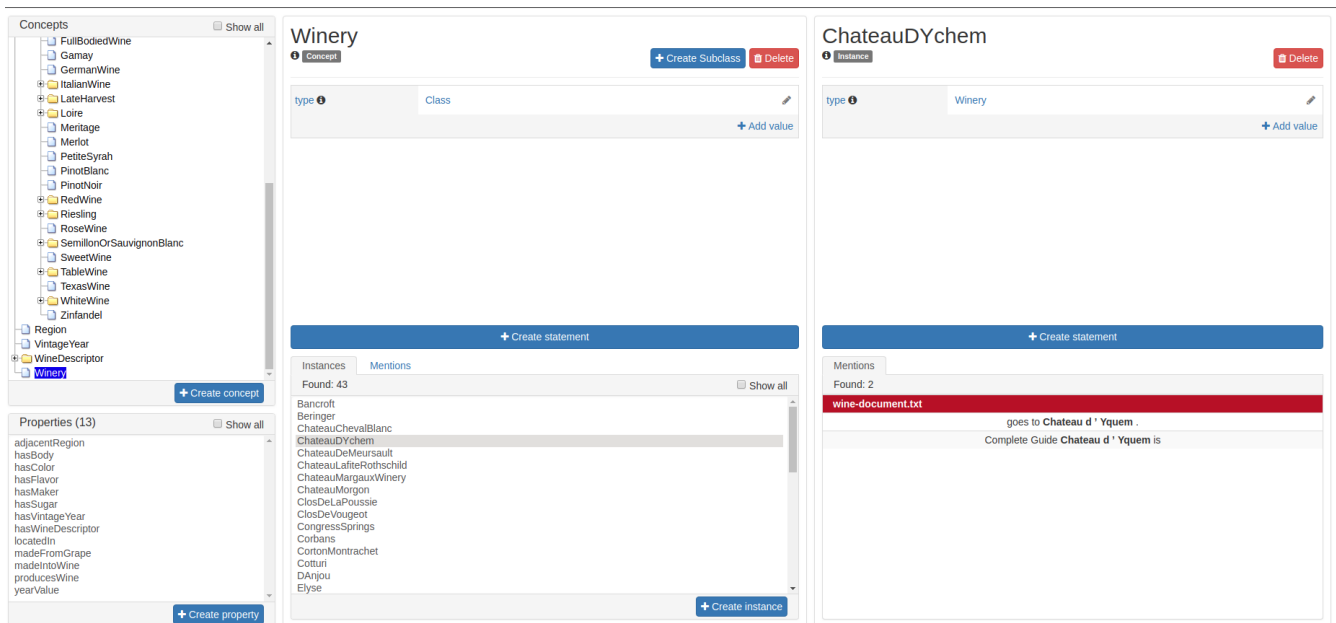 Concepts
Show all
FullBodiedWine
Gamay
GermanWine
ItalianWine
LateHarvest
Loire
Meritage
Merlot
PetiteSyrah
PinotBlanc
PinotNoir
RedWine
Riesling
RoseWine
SemillonOrSauvignonBlanc
SweetWine
TableWine
TexasWine
WhiteWine
Zinfandel
Region
VintageYear
WineDescriptor
Winery
+ Create concept
Properties (13)
Show all
adjacentRegion
hasBody
hasColor
hasFlavor
hasMaker
hasSugar
hasVintageYear
hasWineDescriptor
locatedIn
madeFromGrape
madeIntoWine
producesWine
yearValue
+ Create property
Winery
Concept
+ Create Subclass
Delete
type
Class
+ Add value
+ Create statement
Instances
Mentions
Found: 43
Show all
Bancroft
Beringer
ChateauChevalBlanc
ChateauDYchem
ChateauDeMeursault
ChateauLafiteRothschild
ChateauMargauxWinery
ChateauMorgon
ClosDeLaPoussie
ClosDeVougeot
CongressSprings
Corbans
CortonMontrachet
Cotturi
DAnjou
Elyse
+ Create instance
ChateauDYchem
Instance
Delete
type
Winery
+ Add value
+ Create statement
Mentions
Found: 2
wine-document.txt
goes to Chateau d ' Yquem .
Complete Guide Chateau d ' Yquem is